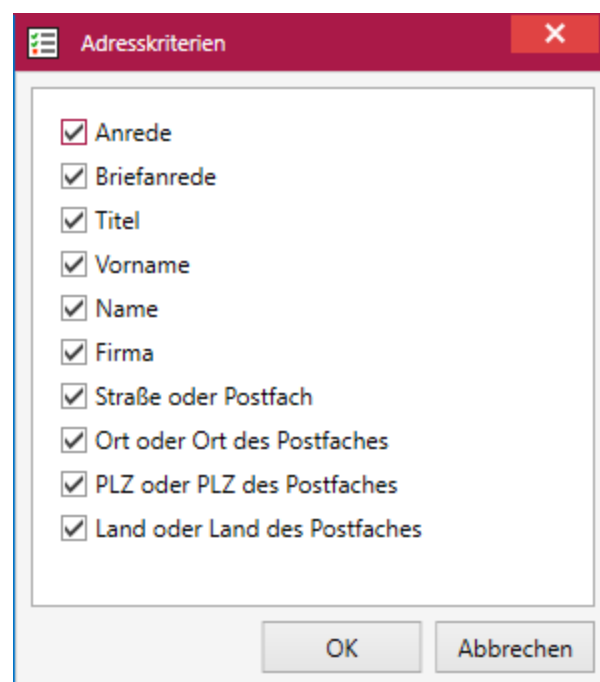 Adresskriterien
Anrede
Briefanrede
Titel
Vorname
Name
Firma
Straße oder Postfach
Ort oder Ort des Postfaches
PLZ oder PLZ des Postfaches
Land oder Land des Postfaches
OK
Abbrechen